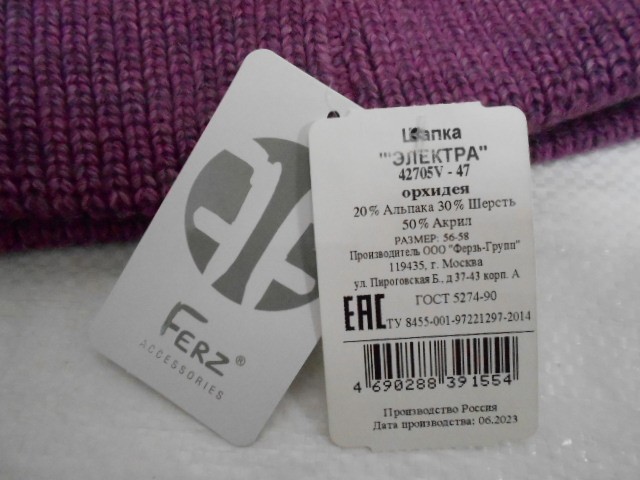 FERZ®
ACCESSORIES
Шапка
"'ЭЛЕКТРА"
42705V - 47
орхидея
20% Альпака 30% Шерсть
50% Акрил
РАЗМЕР: 56-58
Производитель ООО "Ферзь-Групп"
119435, г. Москва
ул. Пироговская Б., д 37-43 корп. А
EAC ГОСТ 5274-90
ТУ 8455-001-97221297-2014
4 690288 391554
Производство Россия
Дата производства: 06.2023